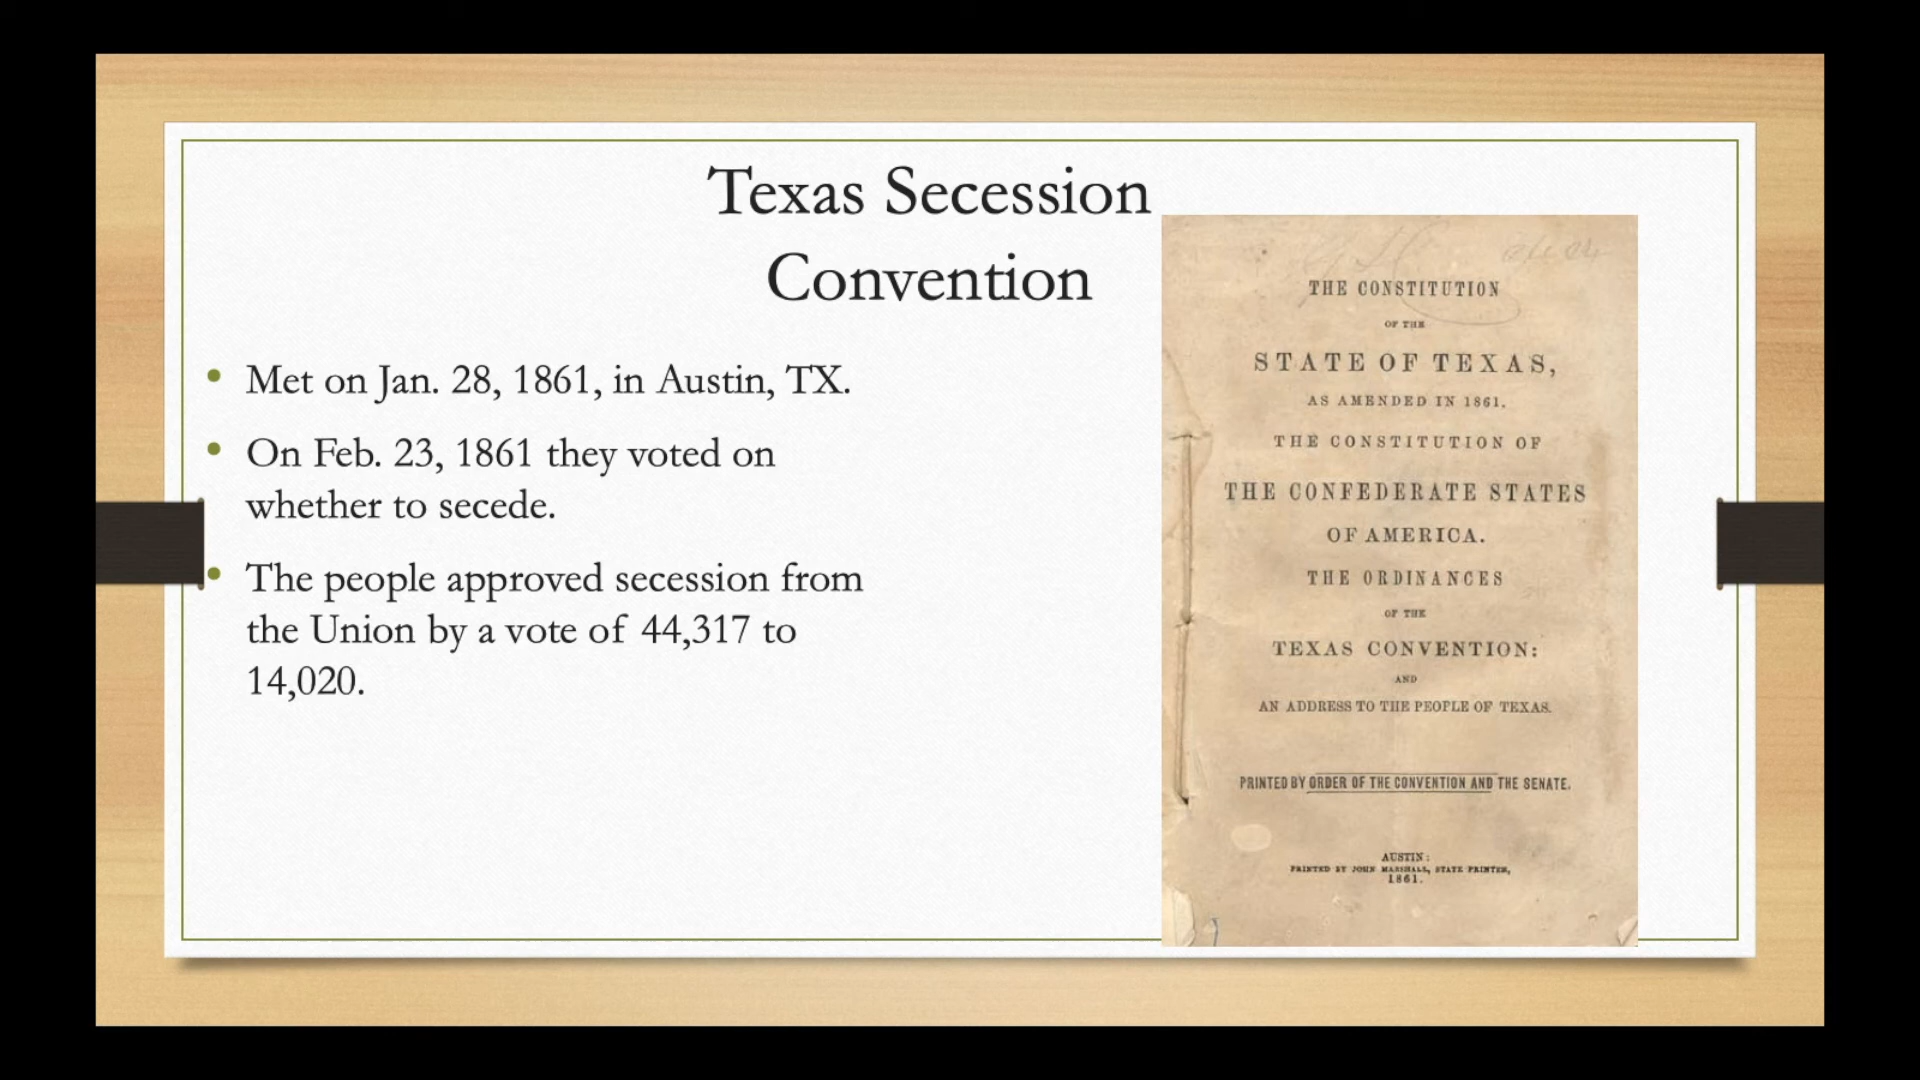 Texas Secession
Convention
• Met on Jan. 28, 1861, in Austin, TX.
• On Feb. 23, 1861 they voted on
whether to secede.
• The people approved secession from
the Union by a vote of 44,317 to
14,020.
THE CONSTITUTION
OF THE
STATE OF TEXAS,
AS AMENDED IN 1861.
THE CONSTITUTION OF
THE CONFEDERATE STATES
OF AMERICA.
THE ORDINANCES
OF THE
TEXAS CONVENTION:
AND
AN ADDRESS TO THE PEOPLE OF TEXAS.
PRINTED BY ORDER OF THE CONVENTION AND THE SENATE.
AUSTIN:
PRINTED BY JOHN MARSHALL, STATE PRINTER,
1861.